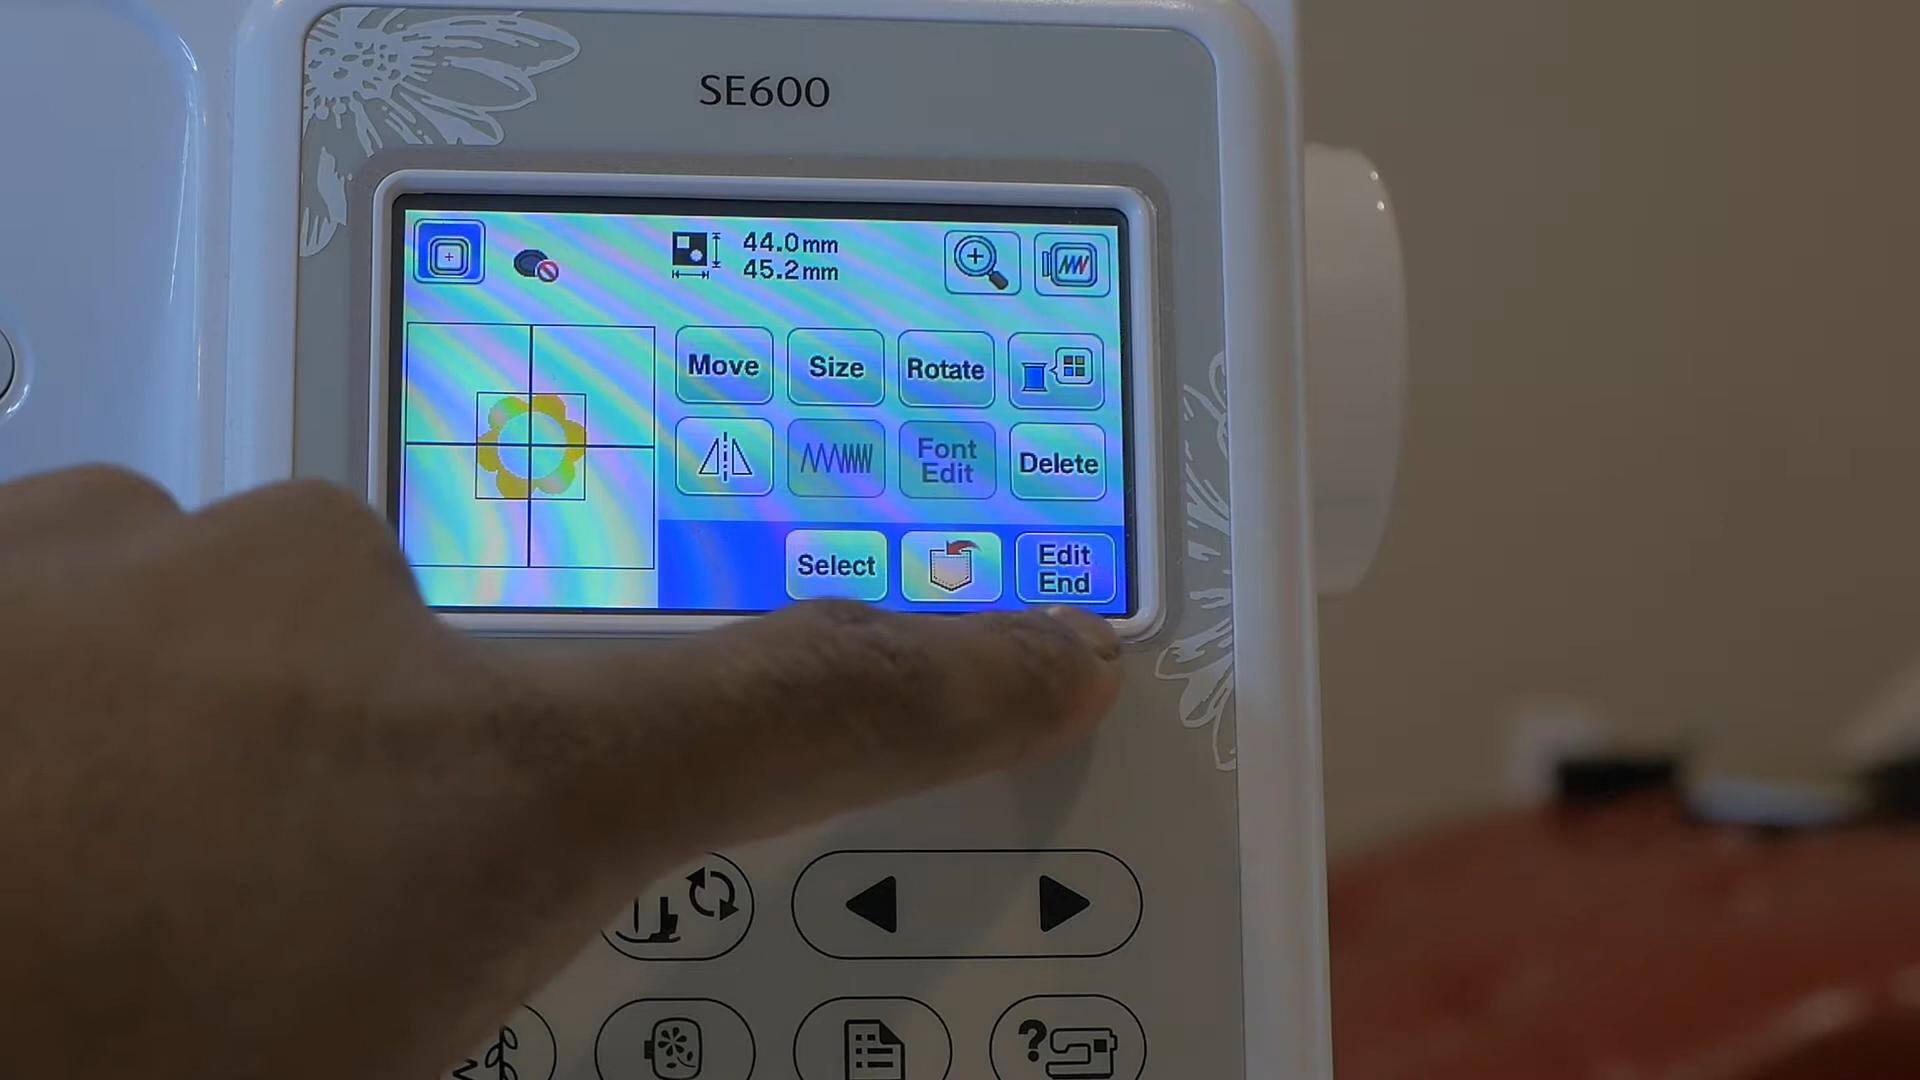 SE600
44.0mm
45.2mm
Move Size Rotate
Font
Edit
Delete
Select
Edit
End
?